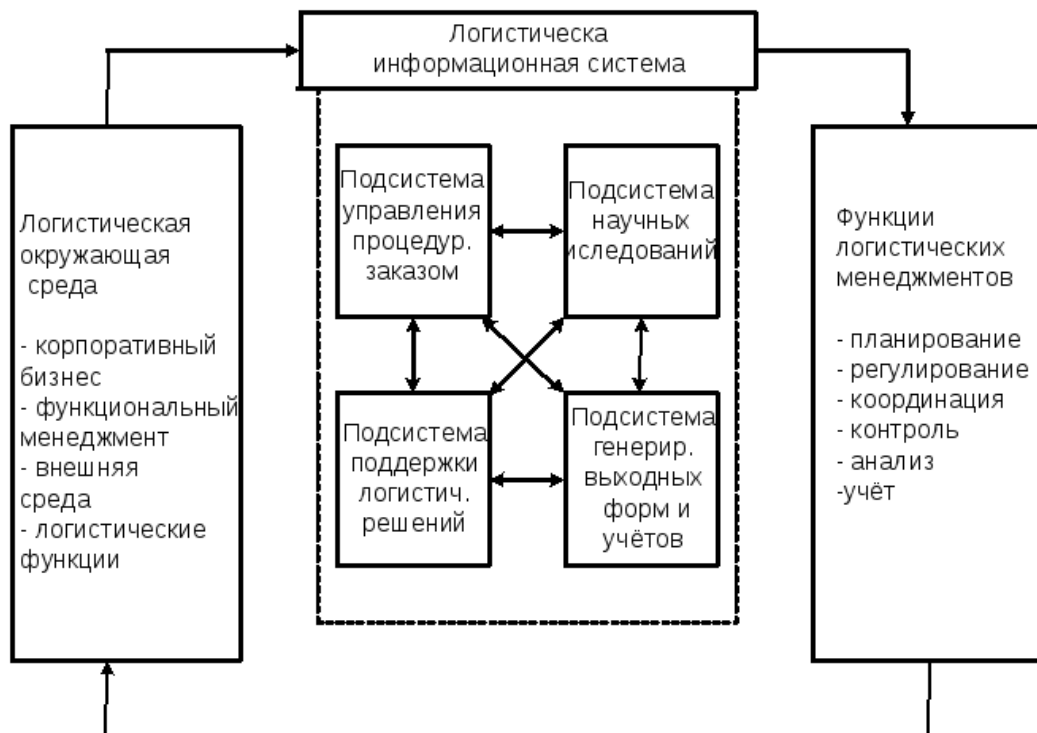 Логистическа
информационная система
Логистическая
окружающая
среда
- корпоративный
бизнес
- функциональный
менеджмент
- внешняя
среда
- логистические
функции
Подсистема
управления
процедур.
заказом
Подсистема
научных
иследований
Подсистема
поддержки
логистич.
решений
Подсистема
генерир.
выходных
форм и
учётов
Функции
логистических
менеджментов
- планирование
- регулирование
- координация
- контроль
- анализ
-учёт